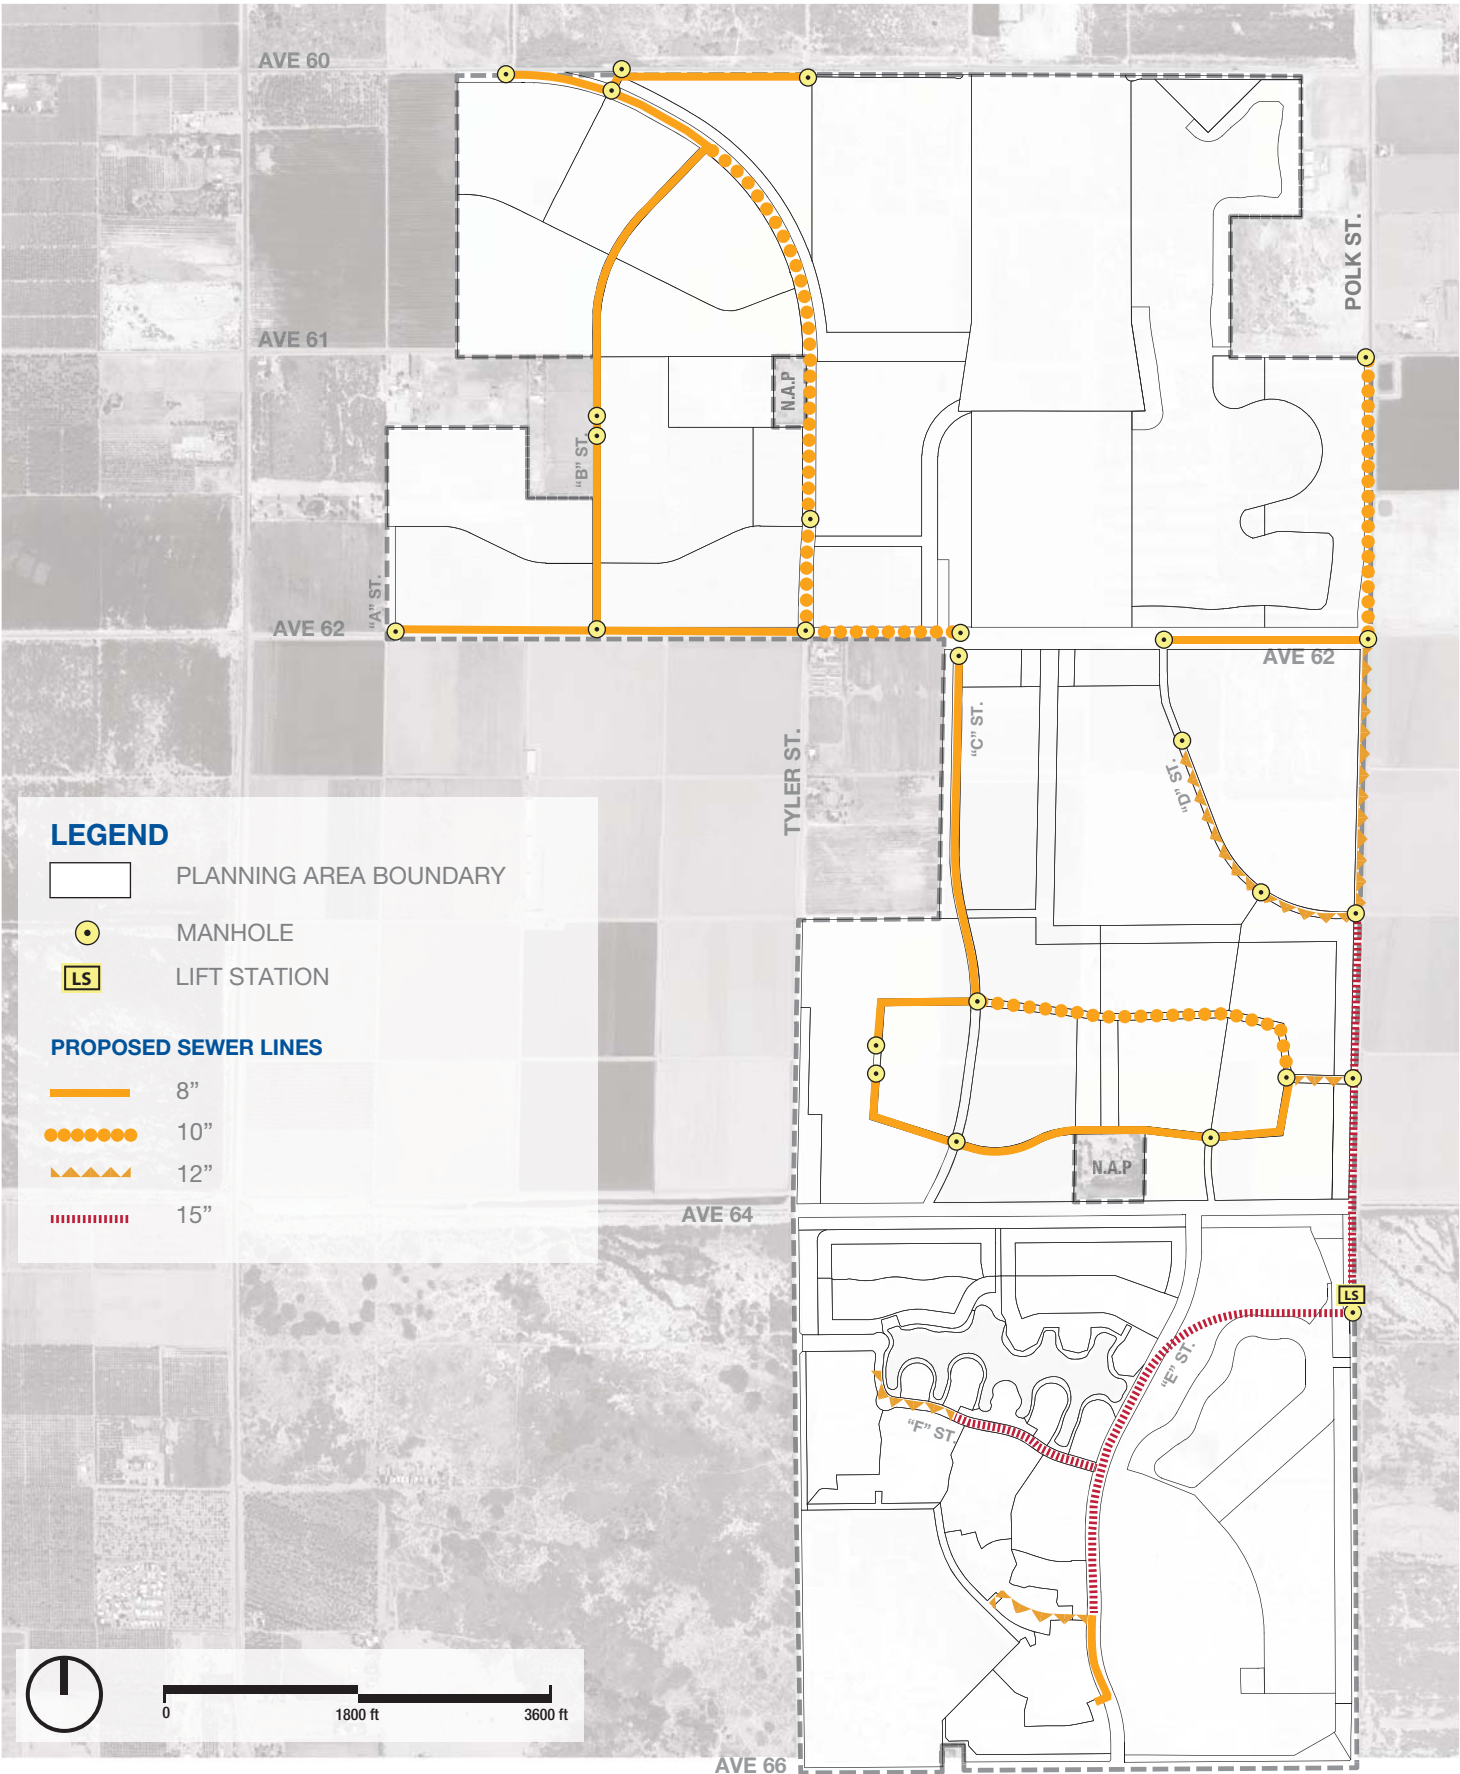 AVE 60
POLK ST.
AVE 61
N.A.P
“B” ST.
“A” ST.
AVE 62
AVE 62
“C” ST.
TYLER ST.
“D” ST.
LEGEND
PLANNING AREA BOUNDARY
MANHOLE
LS LIFT STATION
PROPOSED SEWER LINES
8”
10”
12”
15”
N.A.P
AVE 64
LS
“E” ST.
“F” ST.
0 1800 ft 3600 ft
AVE 66